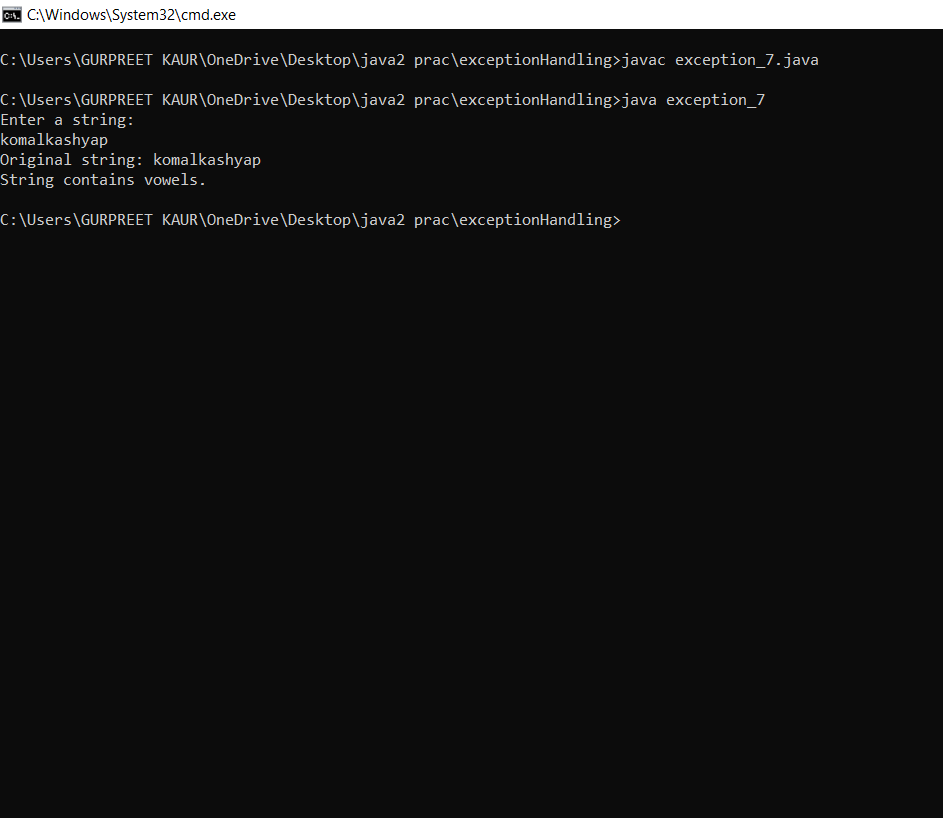 C:\Windows\System32\cmd.exe
C:\Users\GURPREET KAUR\OneDrive\Desktop\java2 prac\exceptionHandling>javac exception_7.java
C:\Users\GURPREET KAUR\OneDrive\Desktop\java2 prac\exceptionHandling>java exception_7
Enter a string:
komalkashyap
Original string: komalkashyap
String contains vowels.
C:\Users\GURPREET KAUR\OneDrive\Desktop\java2 prac\exceptionHandling>